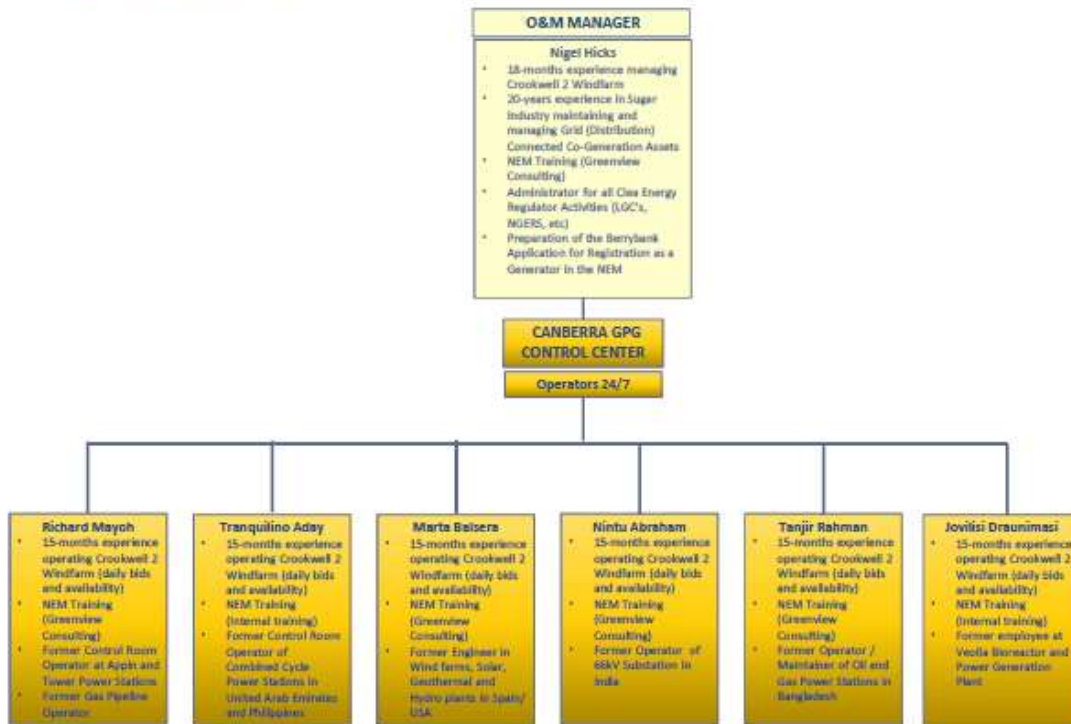 O&M MANAGER
Nigel Hicks
• 18-months experience managing
Crookwell 2 Windfarm
• 20-years experience in Sugar
Industry maintaining and
managing Grid (Distribution)
Connected Co-Generation Assets
• NEM Training (Greenview
Consulting)
• Administrator for all Clea Energy
Regulator Activities (LGC's,
NGERS, etc)
• Preparation of the Berrybank
Application for Registration as a
Generator in the NEM
CANBERRA GPG
CONTROL CENTER
Operators 24/7
Richard Mayoh
• 15-months experience
operating Crookwell 2
Windfarm (daily bids
and availability)
• NEM Training
(Greenview
Consulting)
• Former Control Room
Operator at Appin and
Tower Power Stations
• Former Gas Pipeline
Operator
Tranquilino Aday
• 15-months experience
operating Crookwell 2
Windfarm (daily bids
and availability)
• NEM Training
(Internal training)
• Former Control Room
Operator of
Combined Cycle
Power Stations in
United Arab Emirates
and Philippines
Marta Balsera
• 15-months experience
operating Crookwell 2
Windfarm (daily bids
and availability)
• NEM Training
(Greenview
Consulting)
• Former Engineer in
Wind farms, Solar,
Geothermal and
Hydro plants in Spain/
USA
Nintu Abraham
• 15-months experience
operating Crookwell 2
Windfarm (daily bids
and availability)
• NEM Training
(Greenview
Consulting)
• Former Operator of
66kV Substation in
India
Tanjir Rahman
• 15-months experience
operating Crookwell 2
Windfarm (daily bids
and availability)
• NEM Training
(Greenview
Consulting)
• Former Operator /
Maintainer of Oil and
Gas Power Stations in
Bangladesh
Jovilisi Draunimasi
• 15-months experience
operating Crookwell 2
Windfarm (daily bids
and availability)
• NEM Training
(Internal training)
• Former employee at
Veolia Bioreactor and
Power Generation
Plant